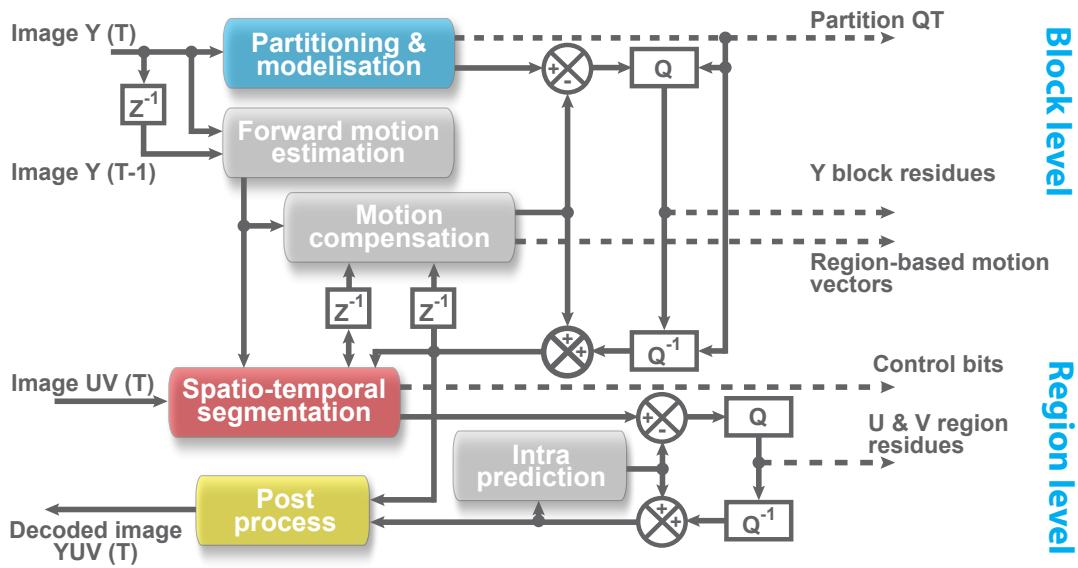 Image Y (T)
Partitioning &
modelisation
Partition QT
+
-
Q
Z-1
Forward motion
estimation
Image Y (T-1)
Block level
Y block residues
Motion
compensation
Region-based motion
vectors
Z-1
Z-1
+
+
Q-1
Image UV (T)
Spatio-temporal
segmentation
Control bits
+
-
Q
U & V region
residues
Intra
prediction
Region level
Post
process
+
+
Q-1
Decoded image
YUV (T)